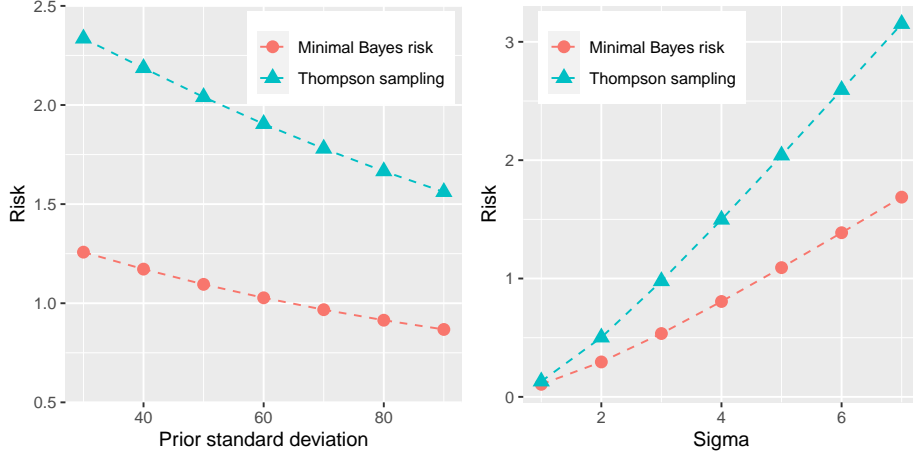 2.5
2.0
1.5
1.0
0.5
Risk
Minimal Bayes risk
Thompson sampling
40
60
80
Prior standard deviation
3
2
1
0
Risk
Minimal Bayes risk
Thompson sampling
2
4
6
Sigma